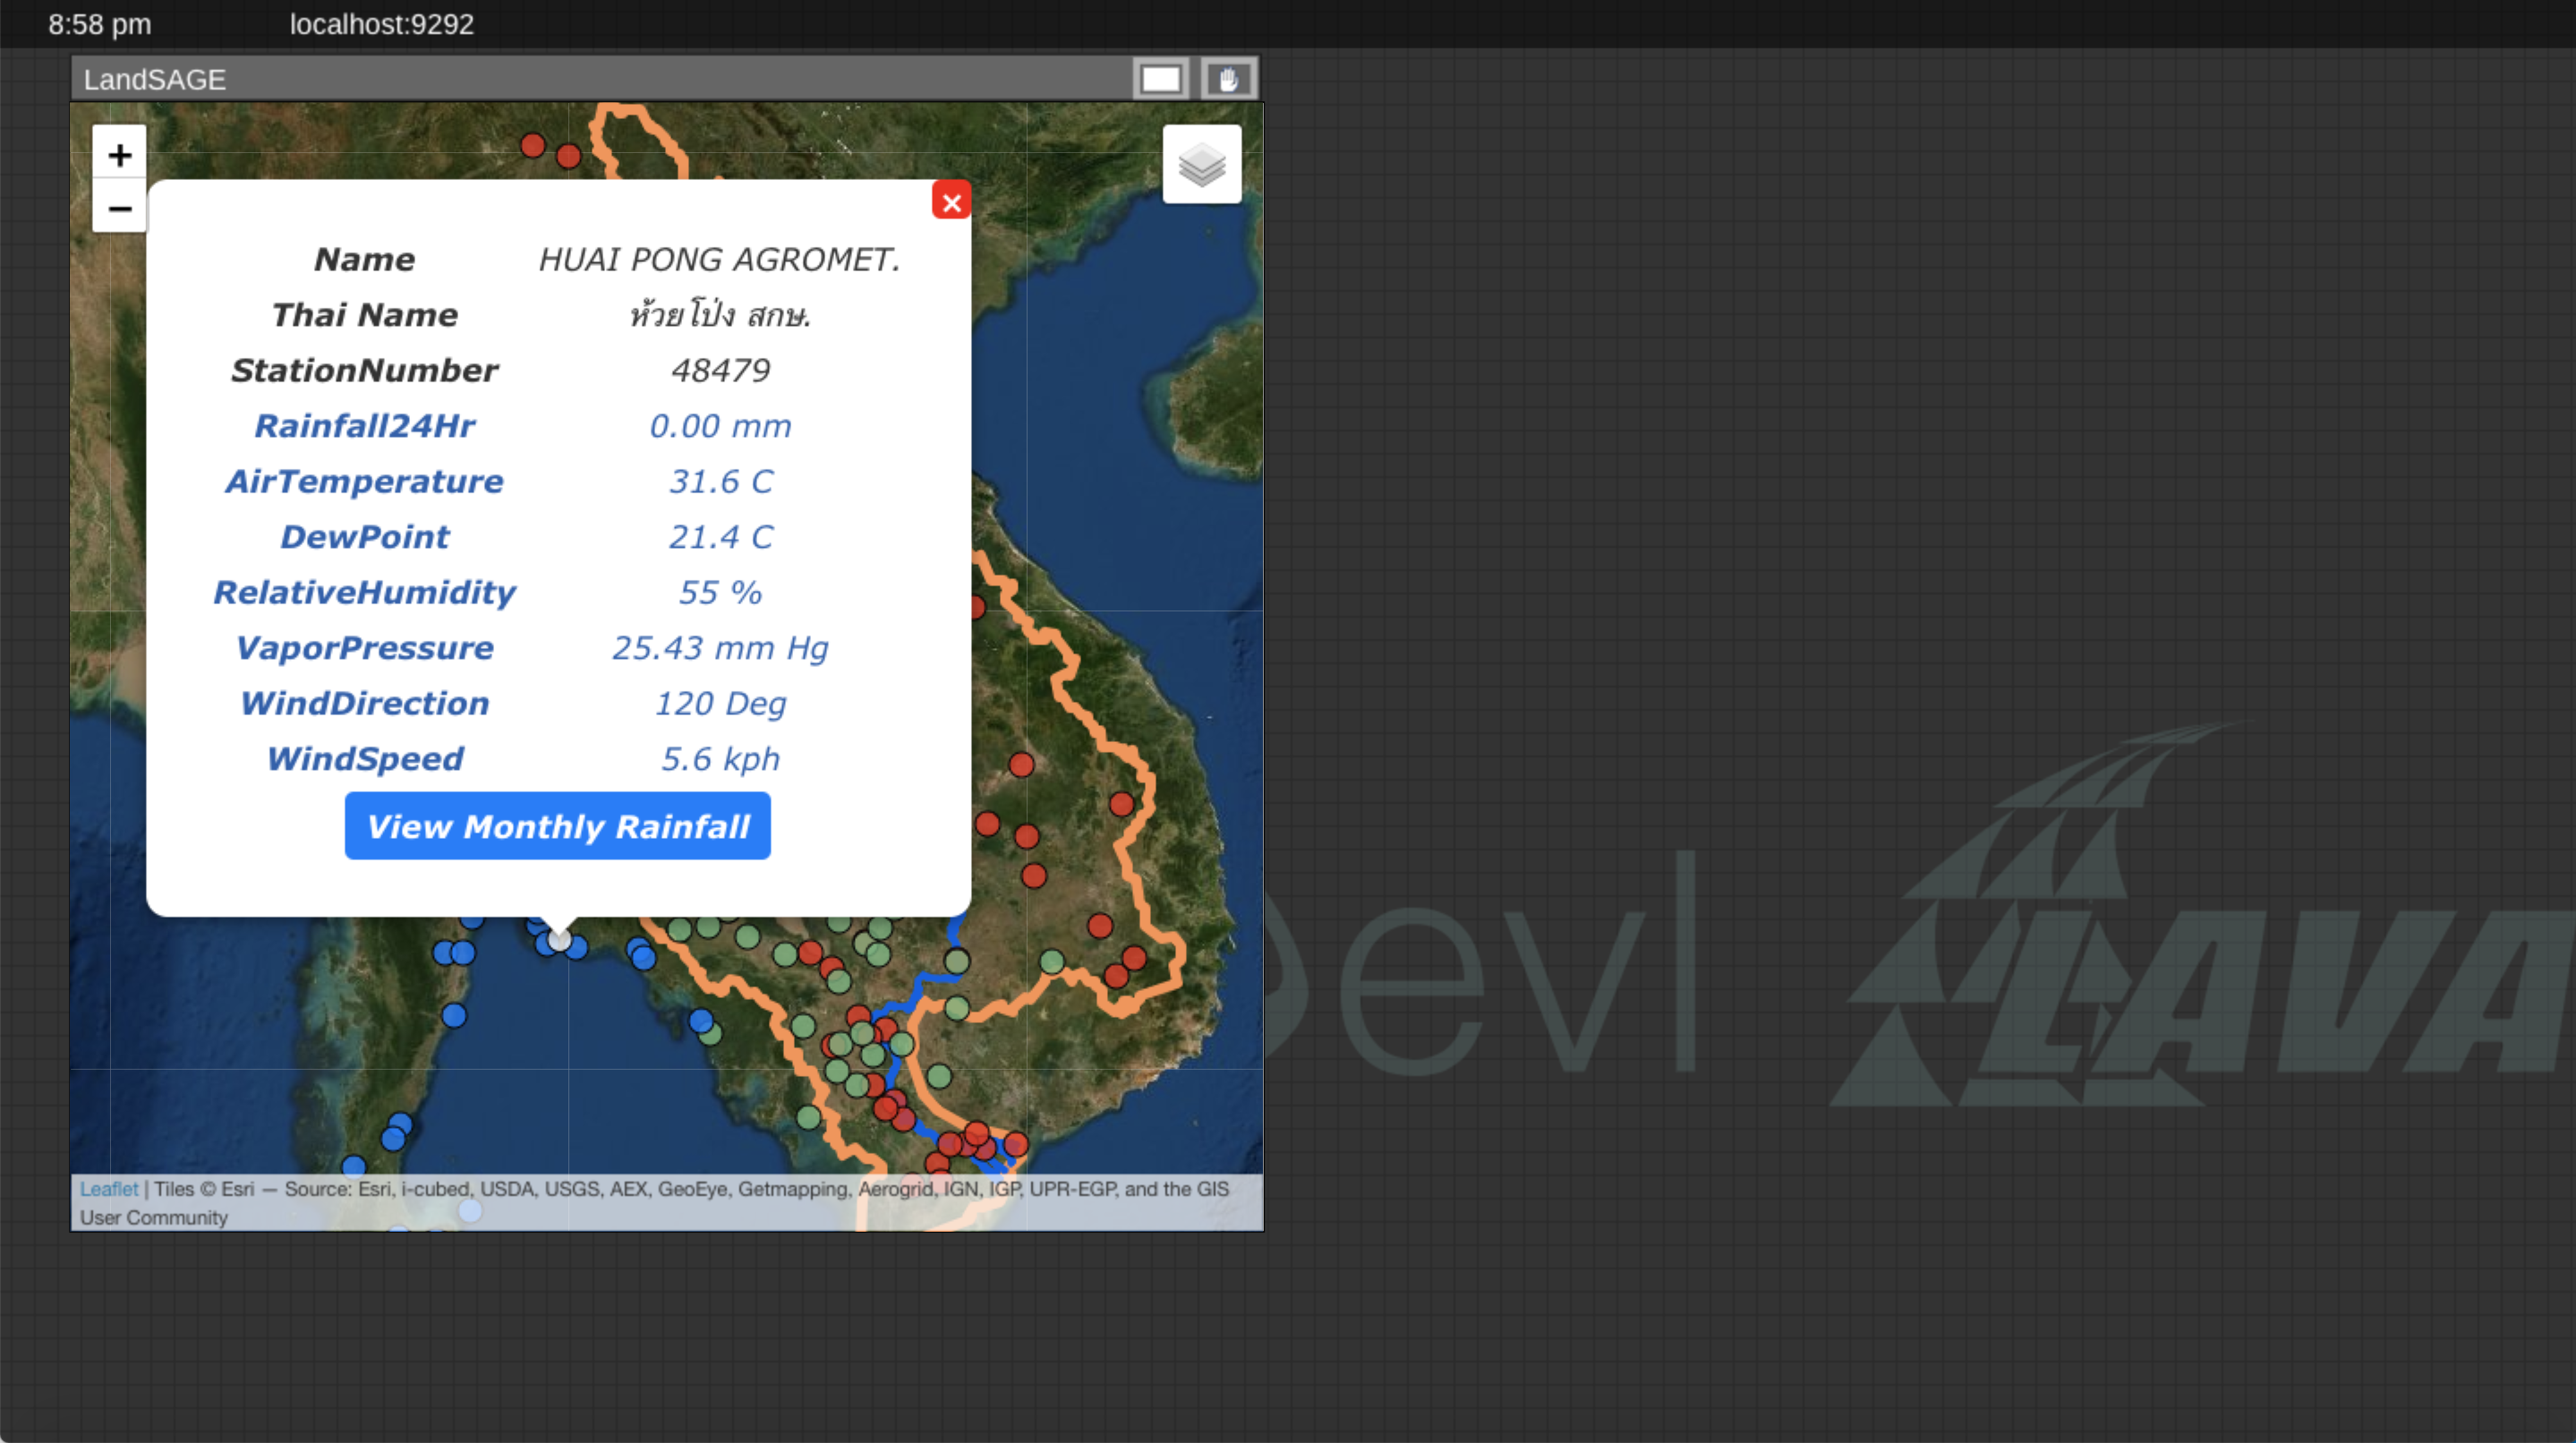 8:58 pm localhost:9292
LandSAGE
+
−
Name HUAI PONG AGROMET.
Thai Name ห้วยโป่ง สกษ.
StationNumber 48479
Rainfall24Hr 0.00 mm
AirTemperature 31.6 C
DewPoint 21.4 C
RelativeHumidity 55 %
VaporPressure 25.43 mm Hg
WindDirection 120 Deg
WindSpeed 5.6 kph
View Monthly Rainfall
evl LAVA
Leaflet | Tiles © Esri — Source: Esri, i-cubed, USDA, USGS, AEX, GeoEye, Getmapping, Aerogrid, IGN, IGP, UPR-EGP, and the GIS
User Community